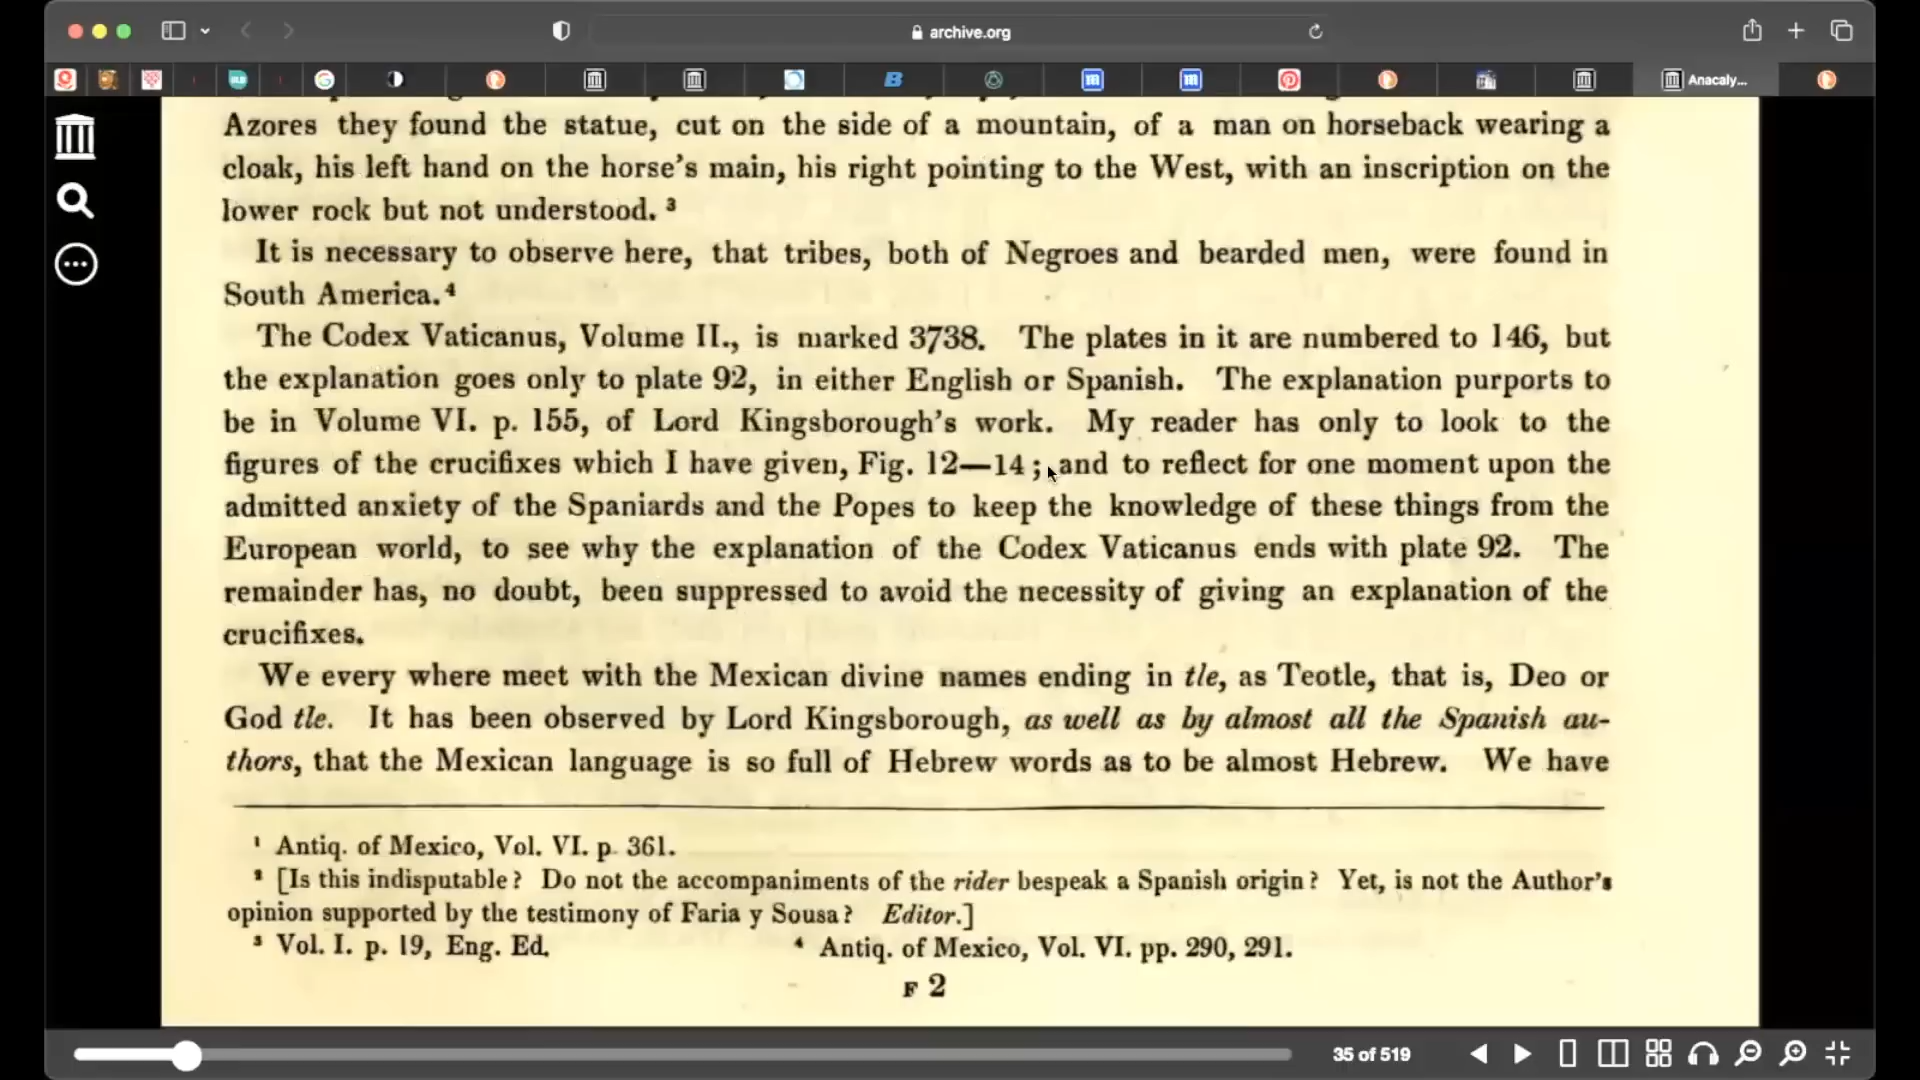 archive.org
Anacaly...
Azores they found the statue, cut on the side of a mountain, of a man on horseback wearing a
cloak, his left hand on the horse's main, his right pointing to the West, with an inscription on the
lower rock but not understood. ³
It is necessary to observe here, that tribes, both of Negroes and bearded men, were found in
South America. ⁴
The Codex Vaticanus, Volume II., is marked 3738. The plates in it are numbered to 146, but
the explanation goes only to plate 92, in either English or Spanish. The explanation purports to
be in Volume VI. p. 155, of Lord Kingsborough's work. My reader has only to look to the
figures of the crucifixes which I have given, Fig. 12—14; and to reflect for one moment upon the
admitted anxiety of the Spaniards and the Popes to keep the knowledge of these things from the
European world, to see why the explanation of the Codex Vaticanus ends with plate 92. The
remainder has, no doubt, been suppressed to avoid the necessity of giving an explanation of the
crucifixes.
We every where meet with the Mexican divine names ending in tle, as Teotle, that is, Deo or
God tle. It has been observed by Lord Kingsborough, as well as by almost all the Spanish au-
thors, that the Mexican language is so full of Hebrew words as to be almost Hebrew. We have
¹ Antiq. of Mexico, Vol. VI. p. 361.
² [Is this indisputable? Do not the accompaniments of the rider bespeak a Spanish origin? Yet, is not the Author's
opinion supported by the testimony of Faria y Sousa? Editor.]
³ Vol. I. p. 19, Eng. Ed. ⁴ Antiq. of Mexico, Vol. VI. pp. 290, 291.
F 2
35 of 519